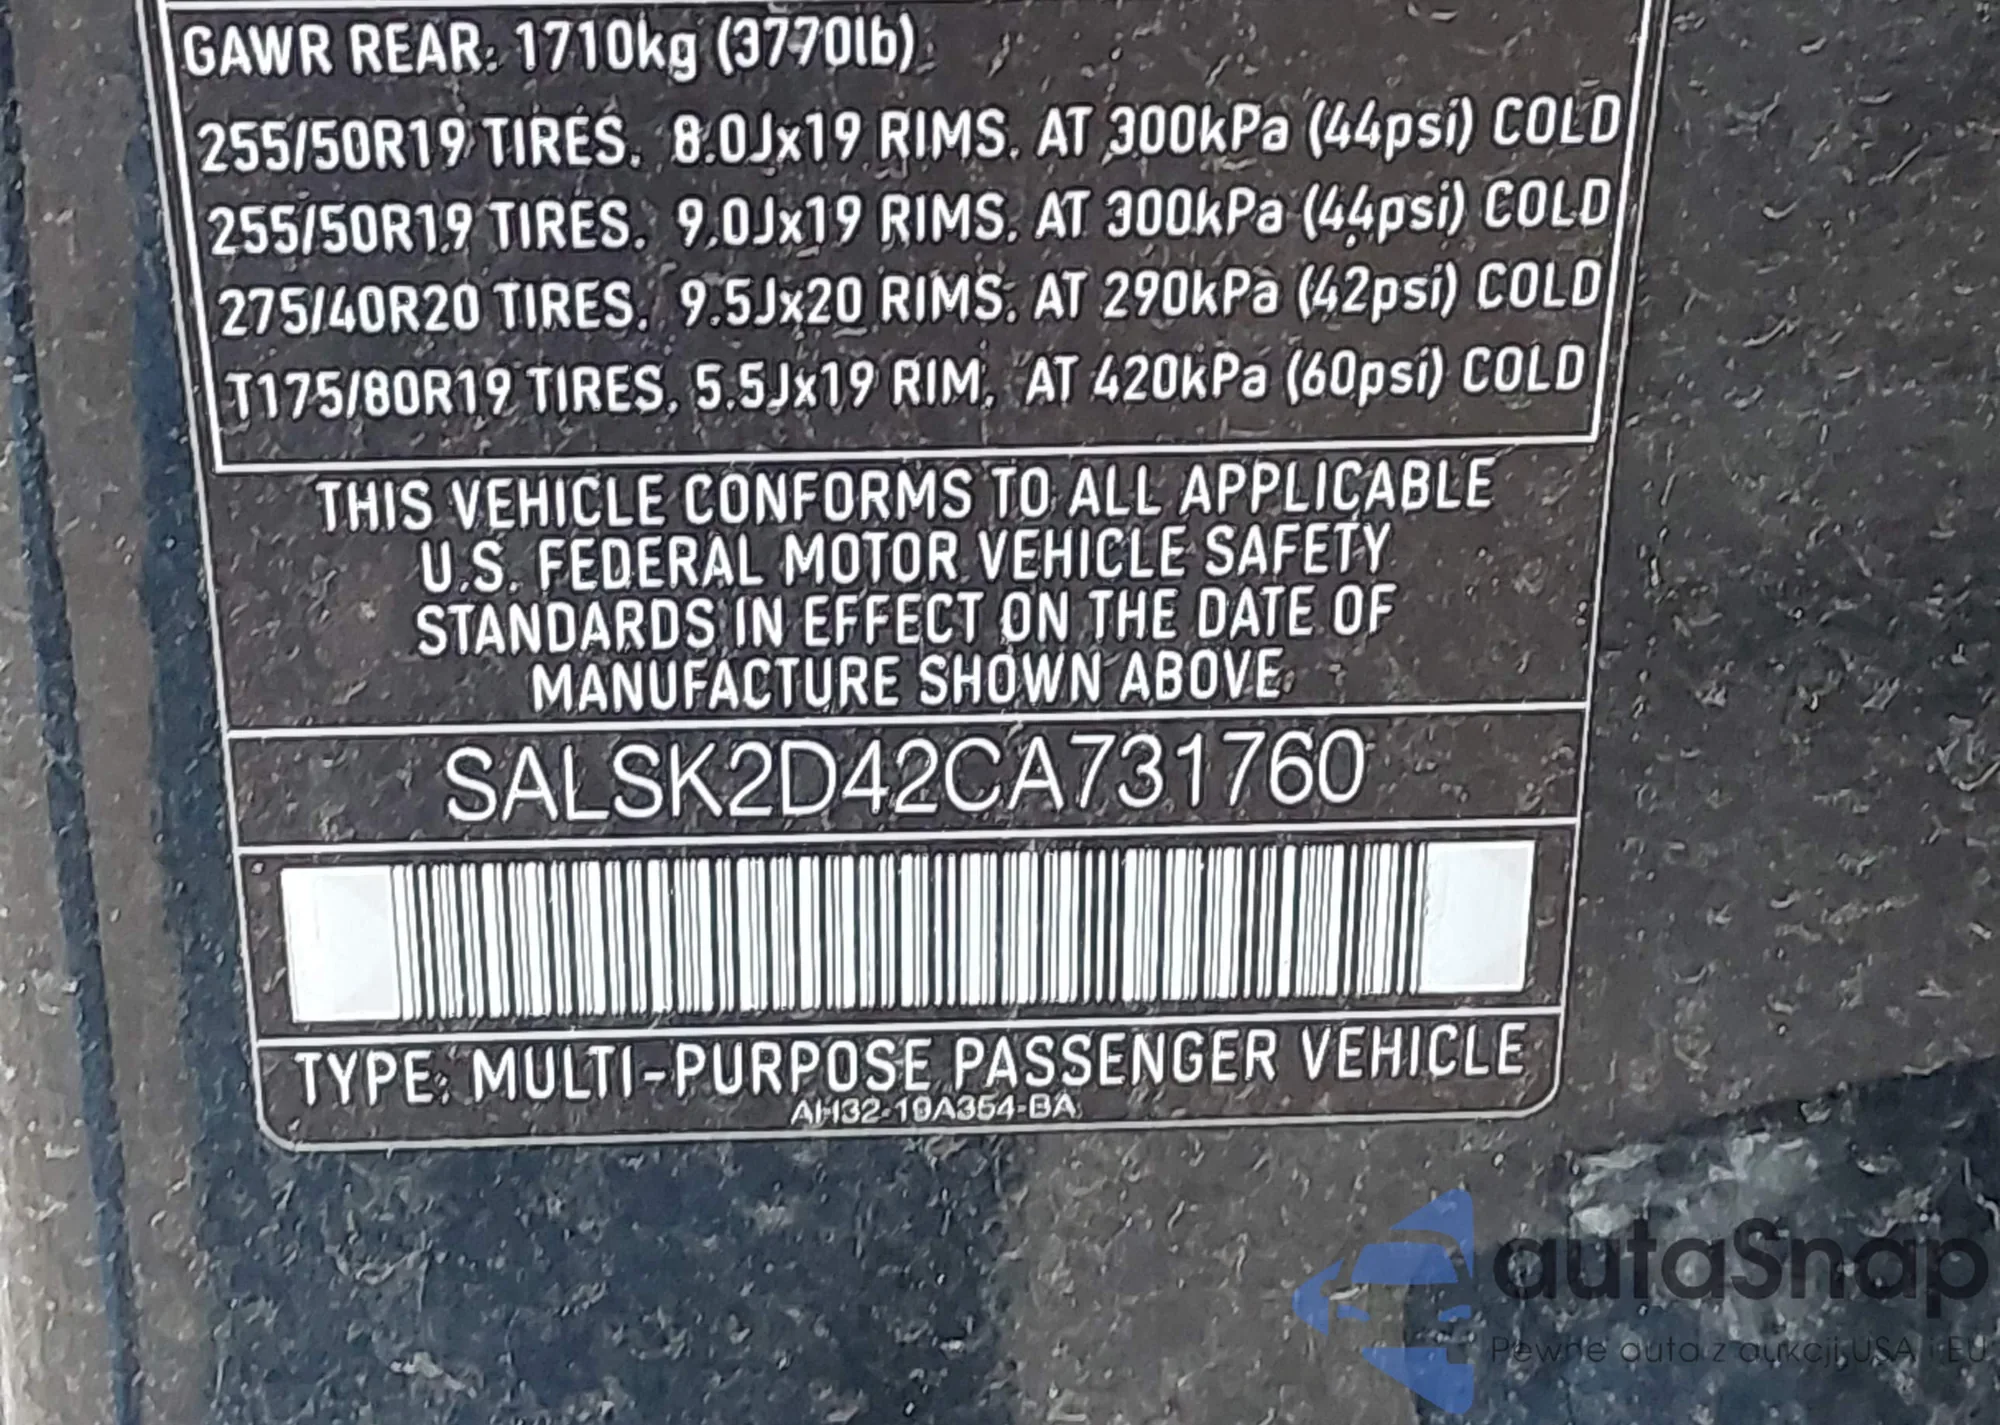 GAWR REAR: 1710kg (3770lb)
255/50R19 TIRES. 8.0Jx19 RIMS. AT 300kPa (44psi) COLD
255/50R19 TIRES. 9.0Jx19 RIMS. AT 300kPa (44psi) COLD
275/40R20 TIRES. 9.5Jx20 RIMS. AT 290kPa (42psi) COLD
T175/80R19 TIRES. 5.5Jx19 RIM. AT 420kPa (60psi) COLD
THIS VEHICLE CONFORMS TO ALL APPLICABLE
U.S. FEDERAL MOTOR VEHICLE SAFETY
STANDARDS IN EFFECT ON THE DATE OF
MANUFACTURE SHOWN ABOVE.
SALSK2D42CA731760
TYPE: MULTI-PURPOSE PASSENGER VEHICLE
AH32-19A354-BA
autaSnap
Pewne auta z aukcji USA i EU